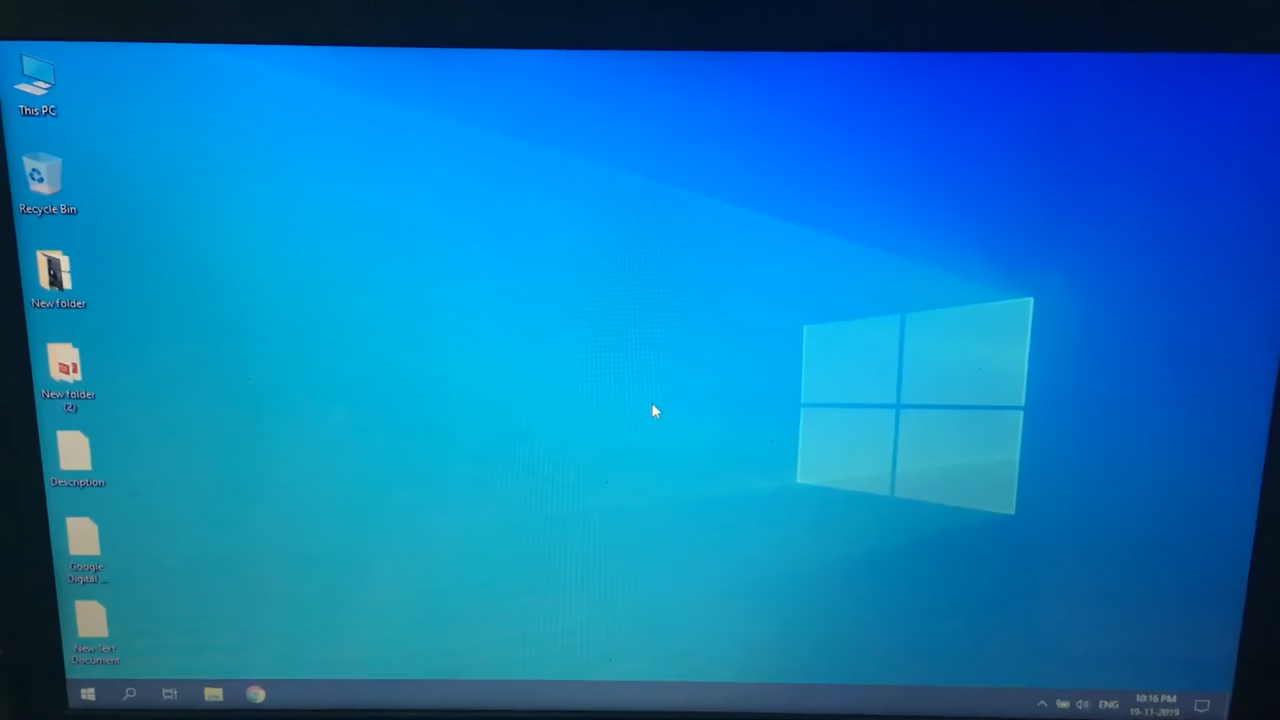 This PC
Recycle Bin
New folder
New folder
(2)
Description
Google
Digital ...
New Text
Document
ENG
10:16 PM
19-11-2019